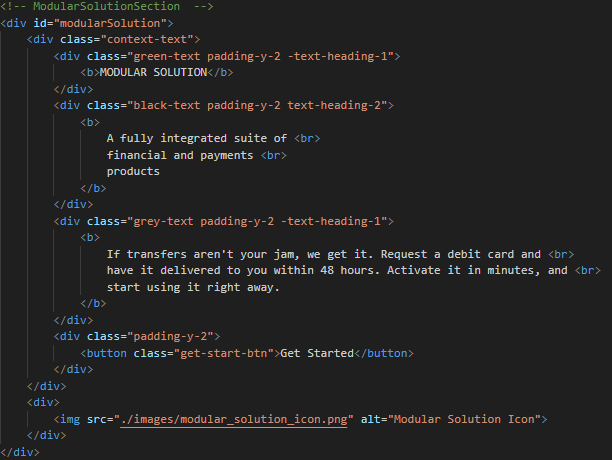 <!-- ModularSolutionSection  -->
<div id="modularSolution">
    <div class="context-text">
        <div class="green-text padding-y-2 -text-heading-1">
            <b>MODULAR SOLUTION</b>
        </div>
        <div class="black-text padding-y-2 text-heading-2">
            <b>
                A fully integrated suite of <br>
                financial and payments <br>
                products
            </b>
        </div>
        <div class="grey-text padding-y-2 -text-heading-1">
            <b>
                If transfers aren't your jam, we get it. Request a debit card and <br>
                have it delivered to you within 48 hours. Activate it in minutes, and <br>
                start using it right away.
            </b>
        </div>
        <div class="padding-y-2">
            <button class="get-start-btn">Get Started</button>
        </div>
    </div>
    <div>
        <img src="./images/modular_solution_icon.png" alt="Modular Solution Icon">
    </div>
</div>